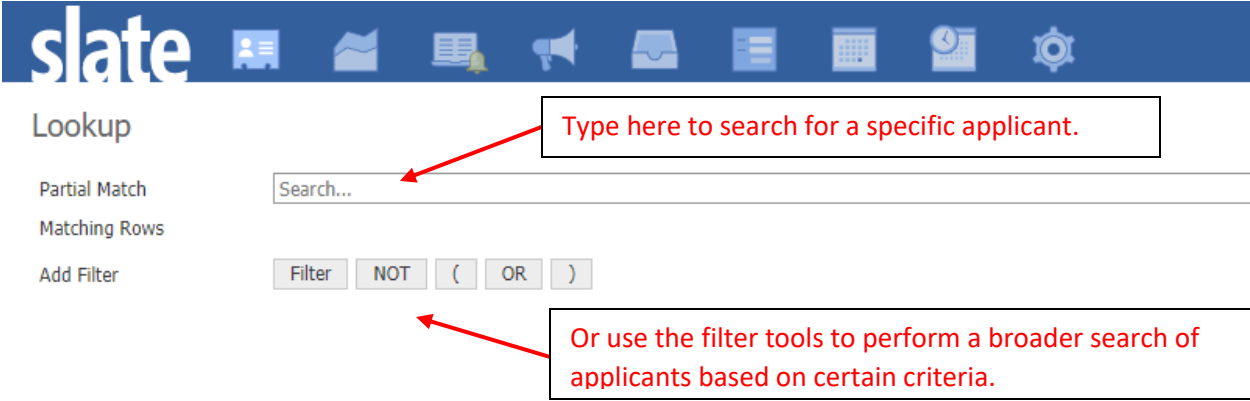 slate
Lookup
Type here to search for a specific applicant.
Partial Match
Search...
Matching Rows
Add Filter
Filter NOT ( OR )
Or use the filter tools to perform a broader search of
applicants based on certain criteria.